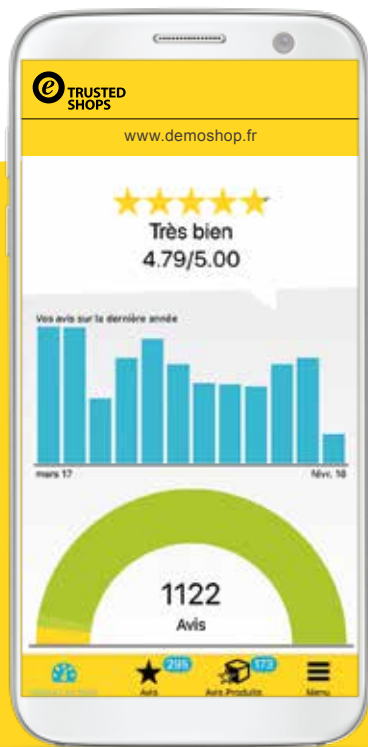 e
TRUSTED
SHOPS
www.demoshop.fr
Très bien
4.79/5.00
Vos avis sur la dernière année
mars 17
févr. 18
1122
Avis
295
173
Avis
Avis Produits
Menu